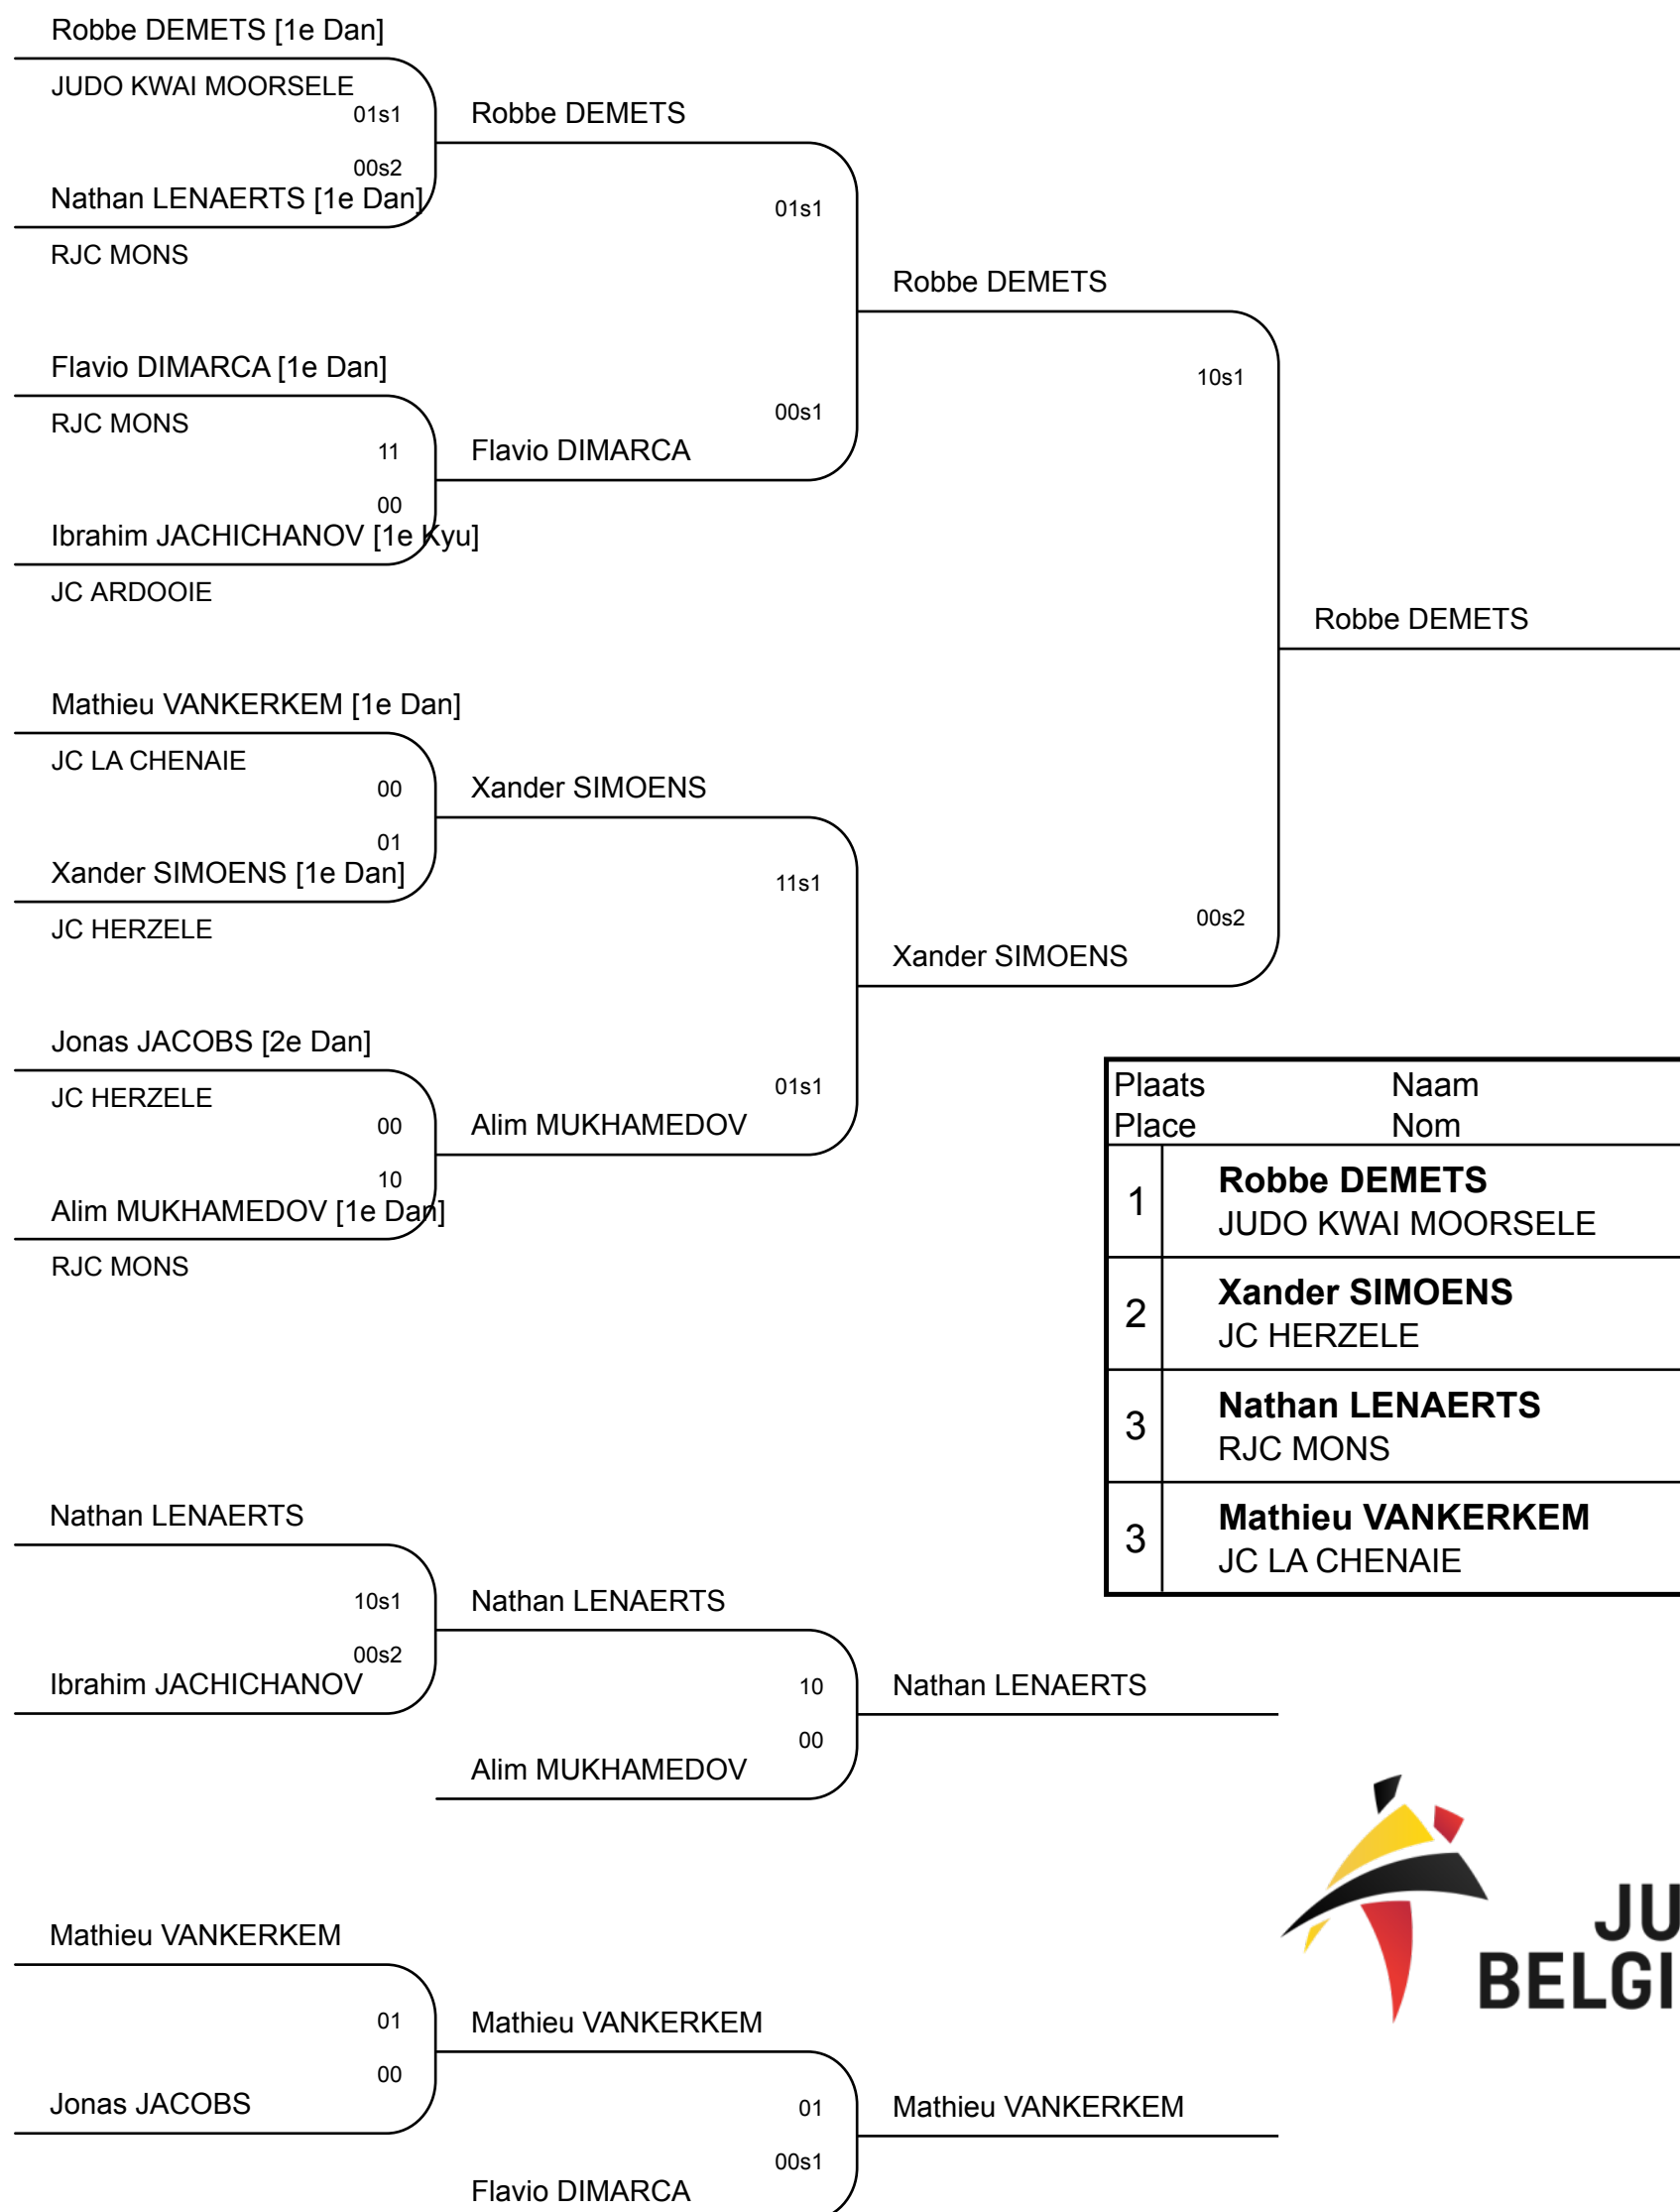 Robbe DEMETS [1e Dan]
JUDO KWAI MOORSELE
01s1
Robbe DEMETS
00s2
Nathan LENAERTS [1e Dan]
01s1
RJC MONS
Robbe DEMETS
Flavio DIMARCA [1e Dan]
10s1
RJC MONS
00s1
11
Flavio DIMARCA
00
Ibrahim JACHICHANOV [1e Kyu]
JC ARDOOIE
Robbe DEMETS
Mathieu VANKERKEM [1e Dan]
JC LA CHENAIE
00
Xander SIMOENS
01
Xander SIMOENS [1e Dan]
11s1
JC HERZELE
00s2
Xander SIMOENS
Jonas JACOBS [2e Dan]
JC HERZELE
01s1
00
Alim MUKHAMEDOV
10
Alim MUKHAMEDOV [1e Dan]
RJC MONS
Plaats Naam
Place Nom
1 Robbe DEMETS
JUDO KWAI MOORSELE
2 Xander SIMOENS
JC HERZELE
3 Nathan LENAERTS
RJC MONS
3 Mathieu VANKERKEM
JC LA CHENAIE
Nathan LENAERTS
10s1
Nathan LENAERTS
00s2
Ibrahim JACHICHANOV
10
Nathan LENAERTS
00
Alim MUKHAMEDOV
JU
BELGI
Mathieu VANKERKEM
01
Mathieu VANKERKEM
00
Jonas JACOBS
01
Mathieu VANKERKEM
00s1
Flavio DIMARCA